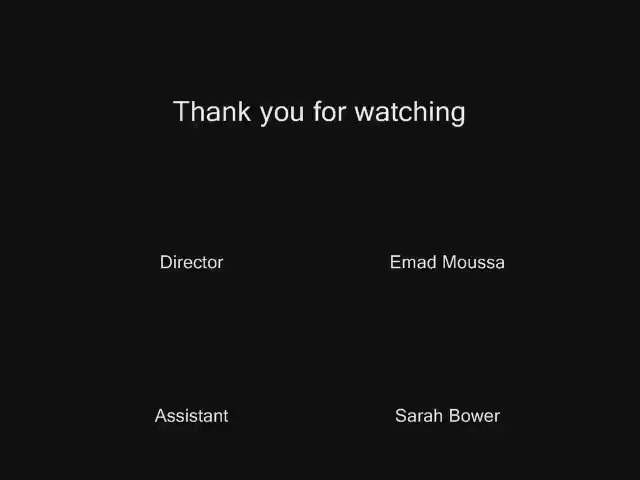 Thank you for watching
Director Emad Moussa
Assistant Sarah Bower